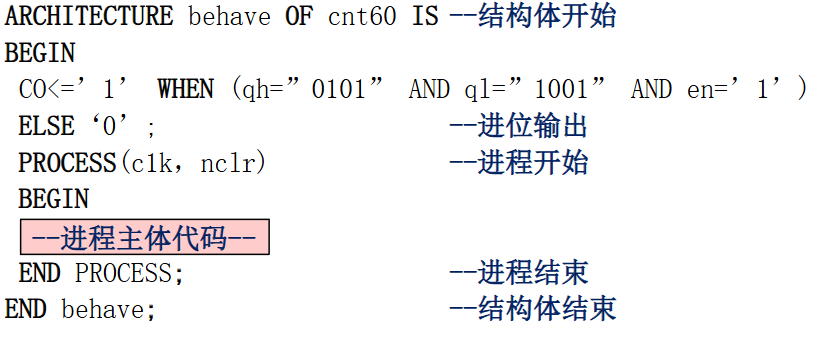 ARCHITECTURE behave OF cnt60 IS --结构体开始
BEGIN
CO<=’1’ WHEN (qh=”0101” AND ql=”1001” AND en=’1’)
ELSE‘0’; --进位输出
PROCESS(clk，nclr) --进程开始
BEGIN
--进程主体代码--
END PROCESS; --进程结束
END behave; --结构体结束